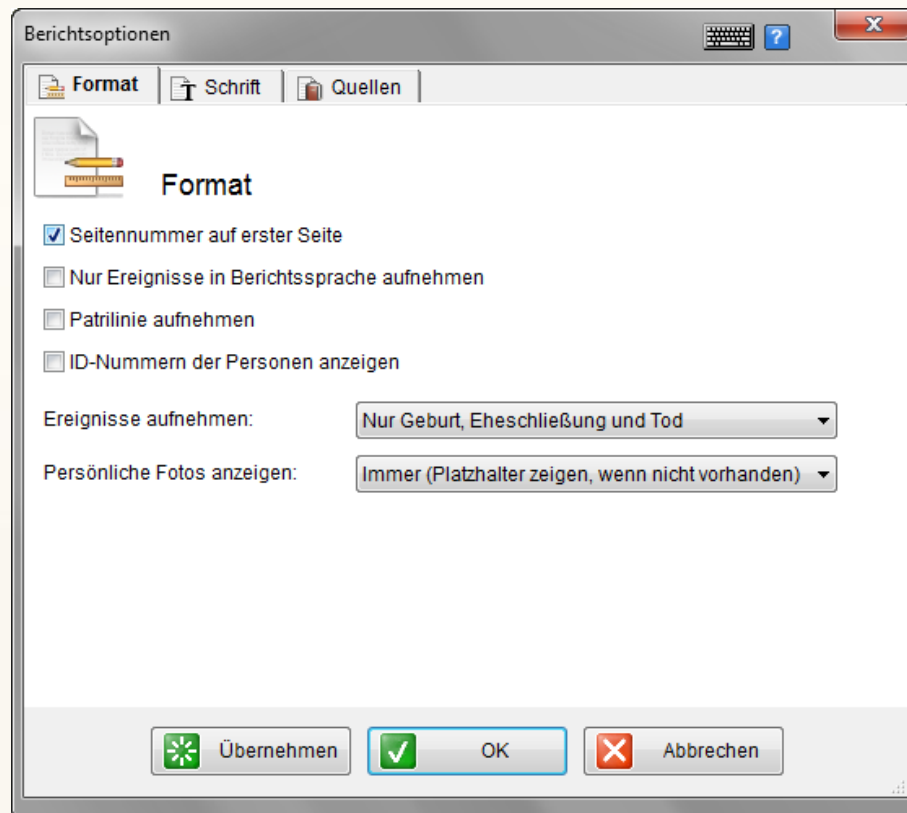 Berichtsoptionen
Format Schrift Quellen
Format
Seitennummer auf erster Seite
Nur Ereignisse in Berichtssprache aufnehmen
Patrilinie aufnehmen
ID-Nummern der Personen anzeigen
Ereignisse aufnehmen: Nur Geburt, Eheschließung und Tod
Persönliche Fotos anzeigen: Immer (Platzhalter zeigen, wenn nicht vorhanden)
Übernehmen OK Abbrechen